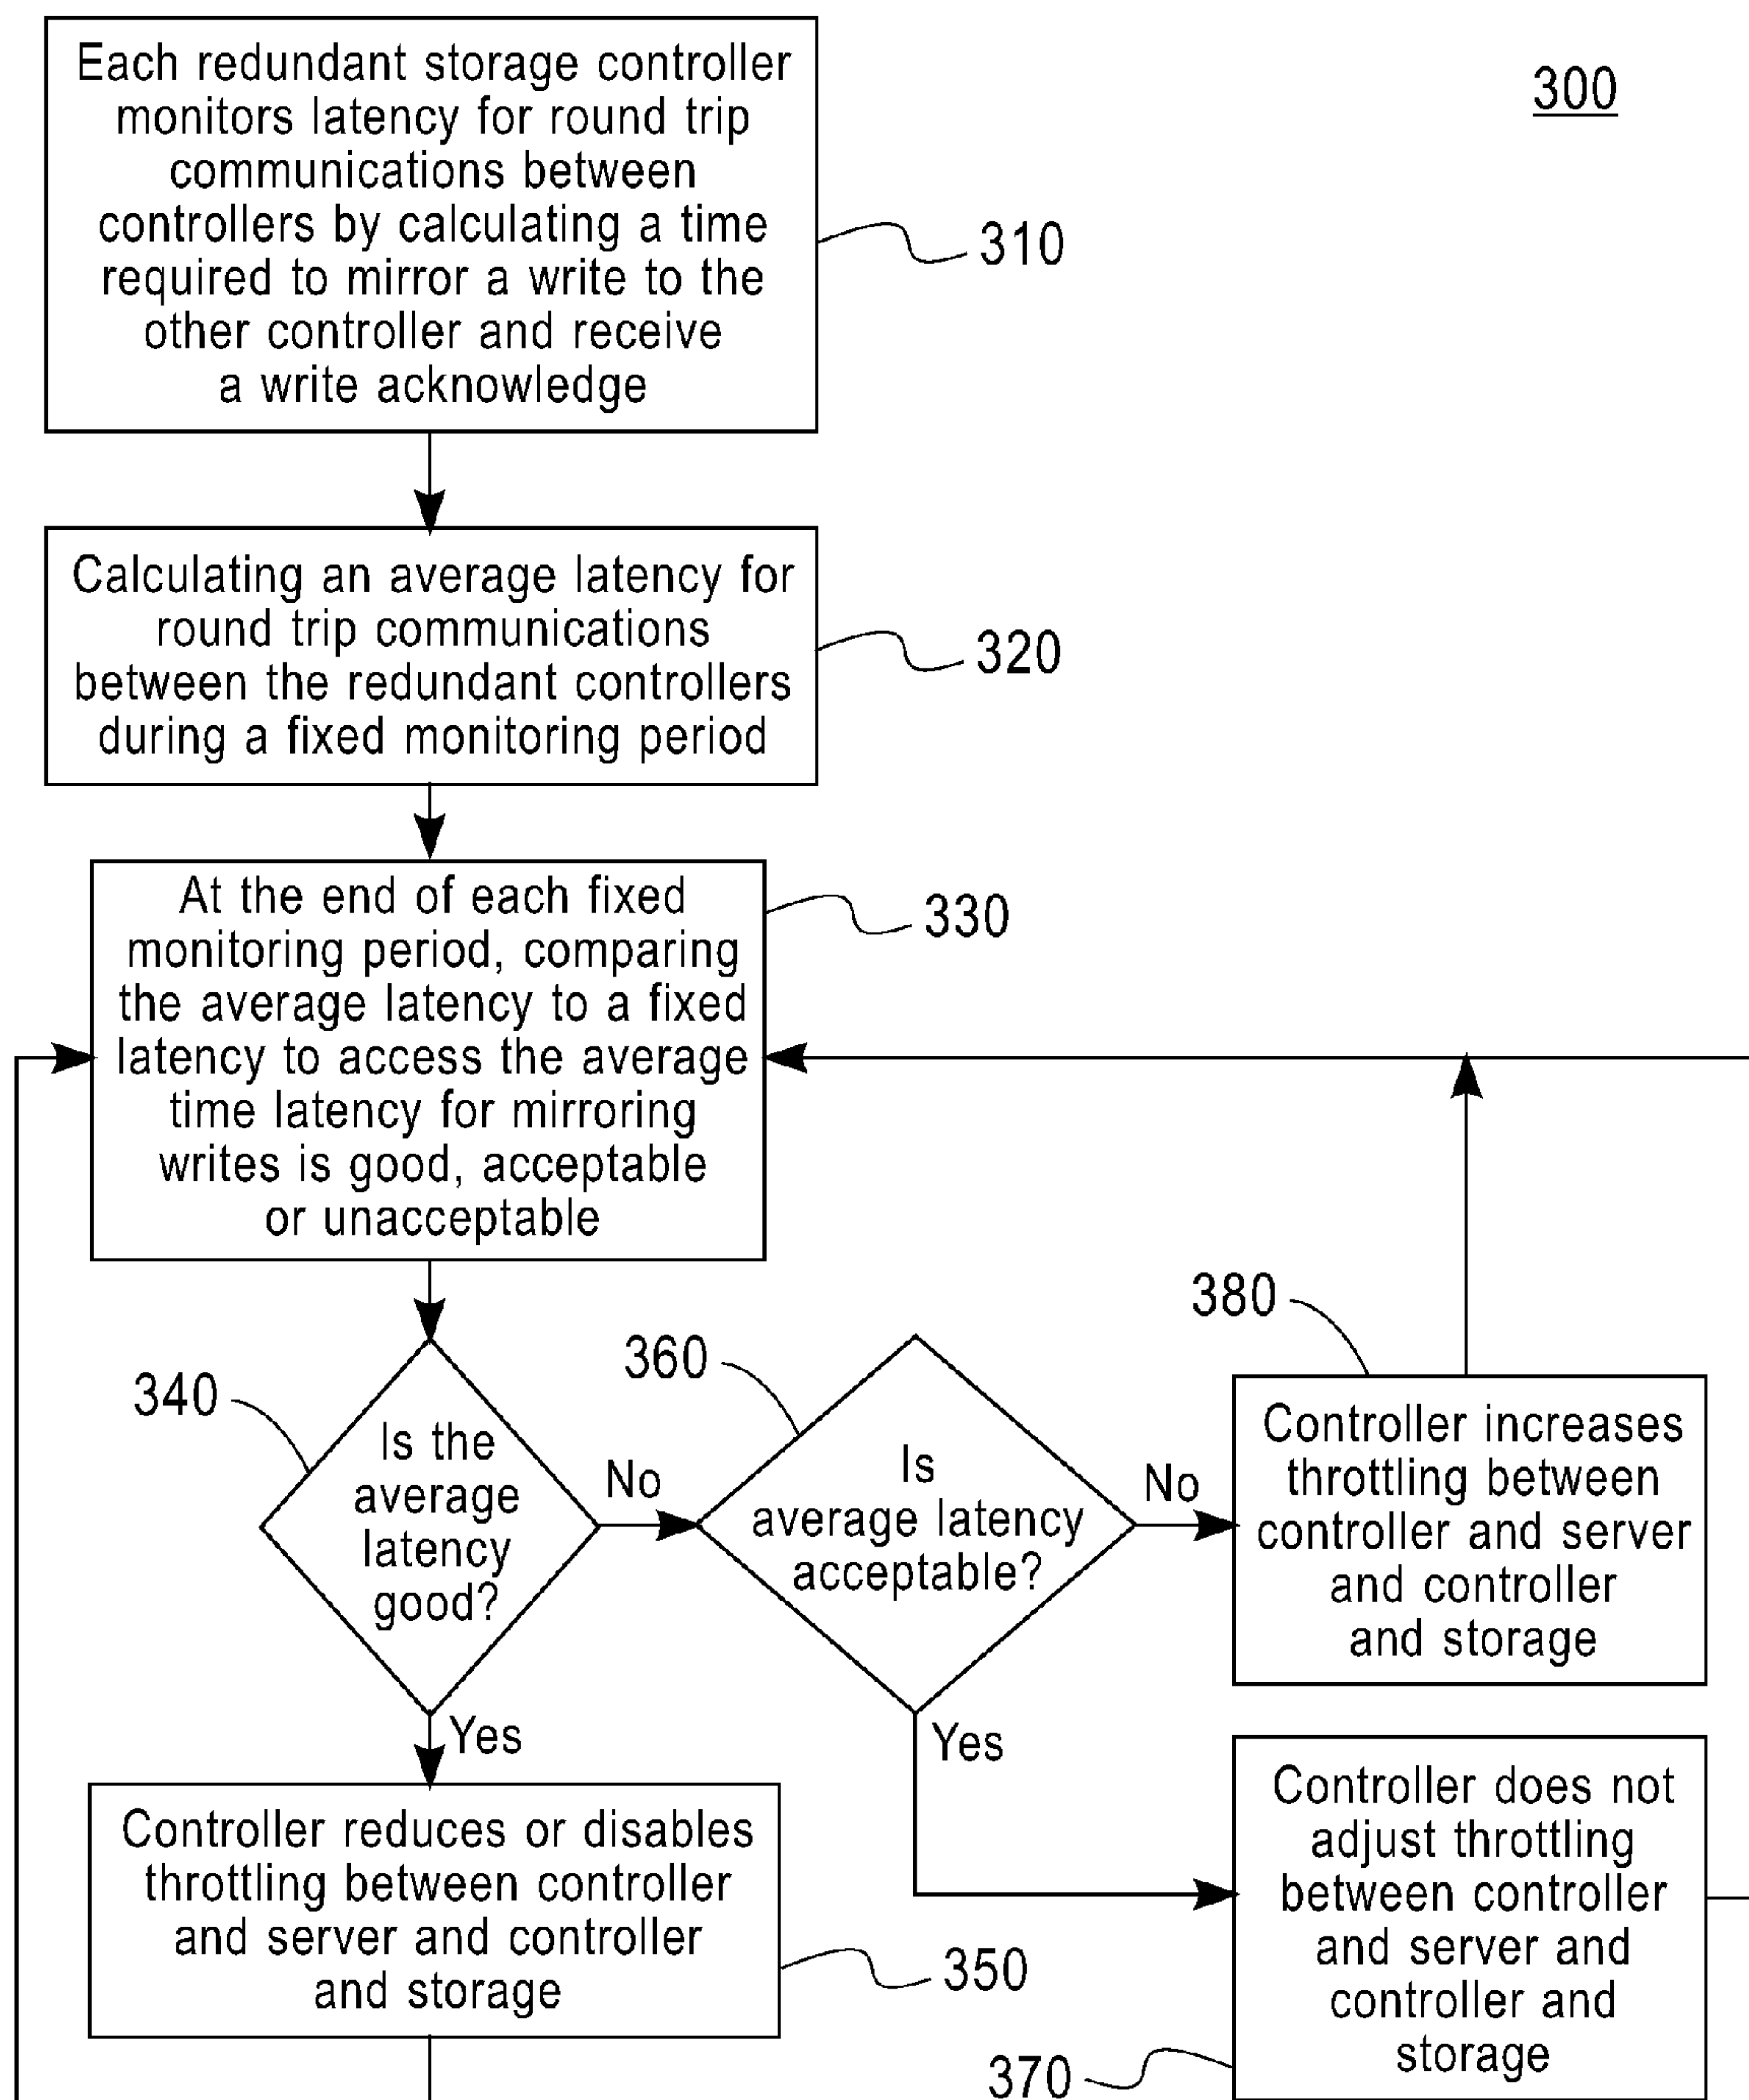 300
Each redundant storage controller
monitors latency for round trip
communications between
controllers by calculating a time
required to mirror a write to the
other controller and receive
a write acknowledge
310
Calculating an average latency for
round trip communications
between the redundant controllers
during a fixed monitoring period
320
At the end of each fixed
monitoring period, comparing
the average latency to a fixed
latency to access the average
time latency for mirroring
writes is good, acceptable
or unacceptable
330
340
Is the
average
latency
good?
No
360
Is
average latency
acceptable?
No
380
Controller increases
throttling between
controller and server
and controller
and storage
Yes
Controller reduces or disables
throttling between controller
and server and controller
and storage
350
Yes
Controller does not
adjust throttling
between controller
and server and
controller and
storage
370